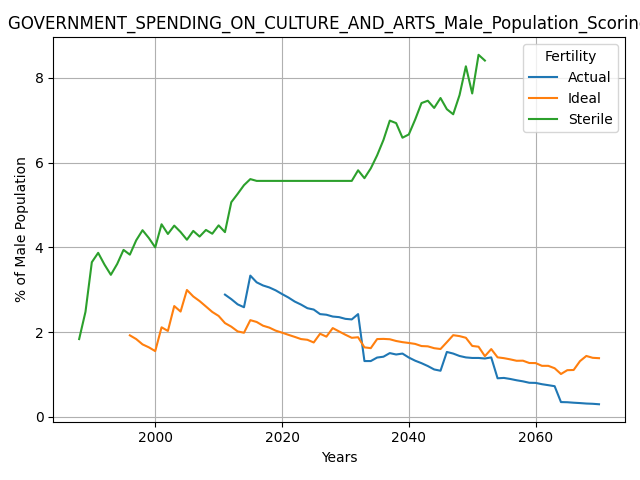 GOVERNMENT_SPENDING_ON_CULTURE_AND_ARTS_Male_Population_Scorin
Fertility
Actual
Ideal
Sterile
% of Male Population
8
6
4
2
0
2000 2020 2040 2060
Years